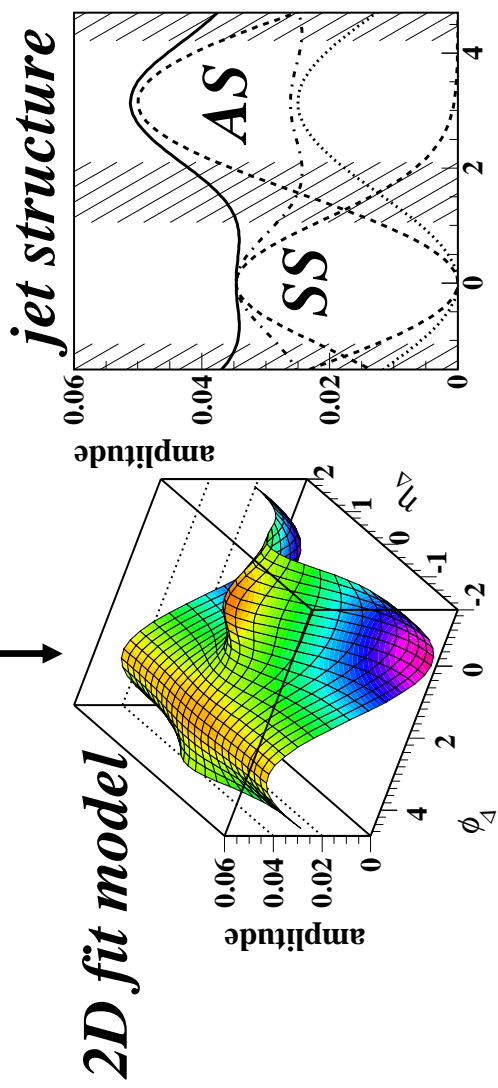 2D fit model
amplitude
0.06
0.04
0.02
0
4
2
0
ϕΔ
-2
-1
0
1
2
ηΔ
jet structure
amplitude
0.06
0.04
0.02
0
SS
AS
0
2
4